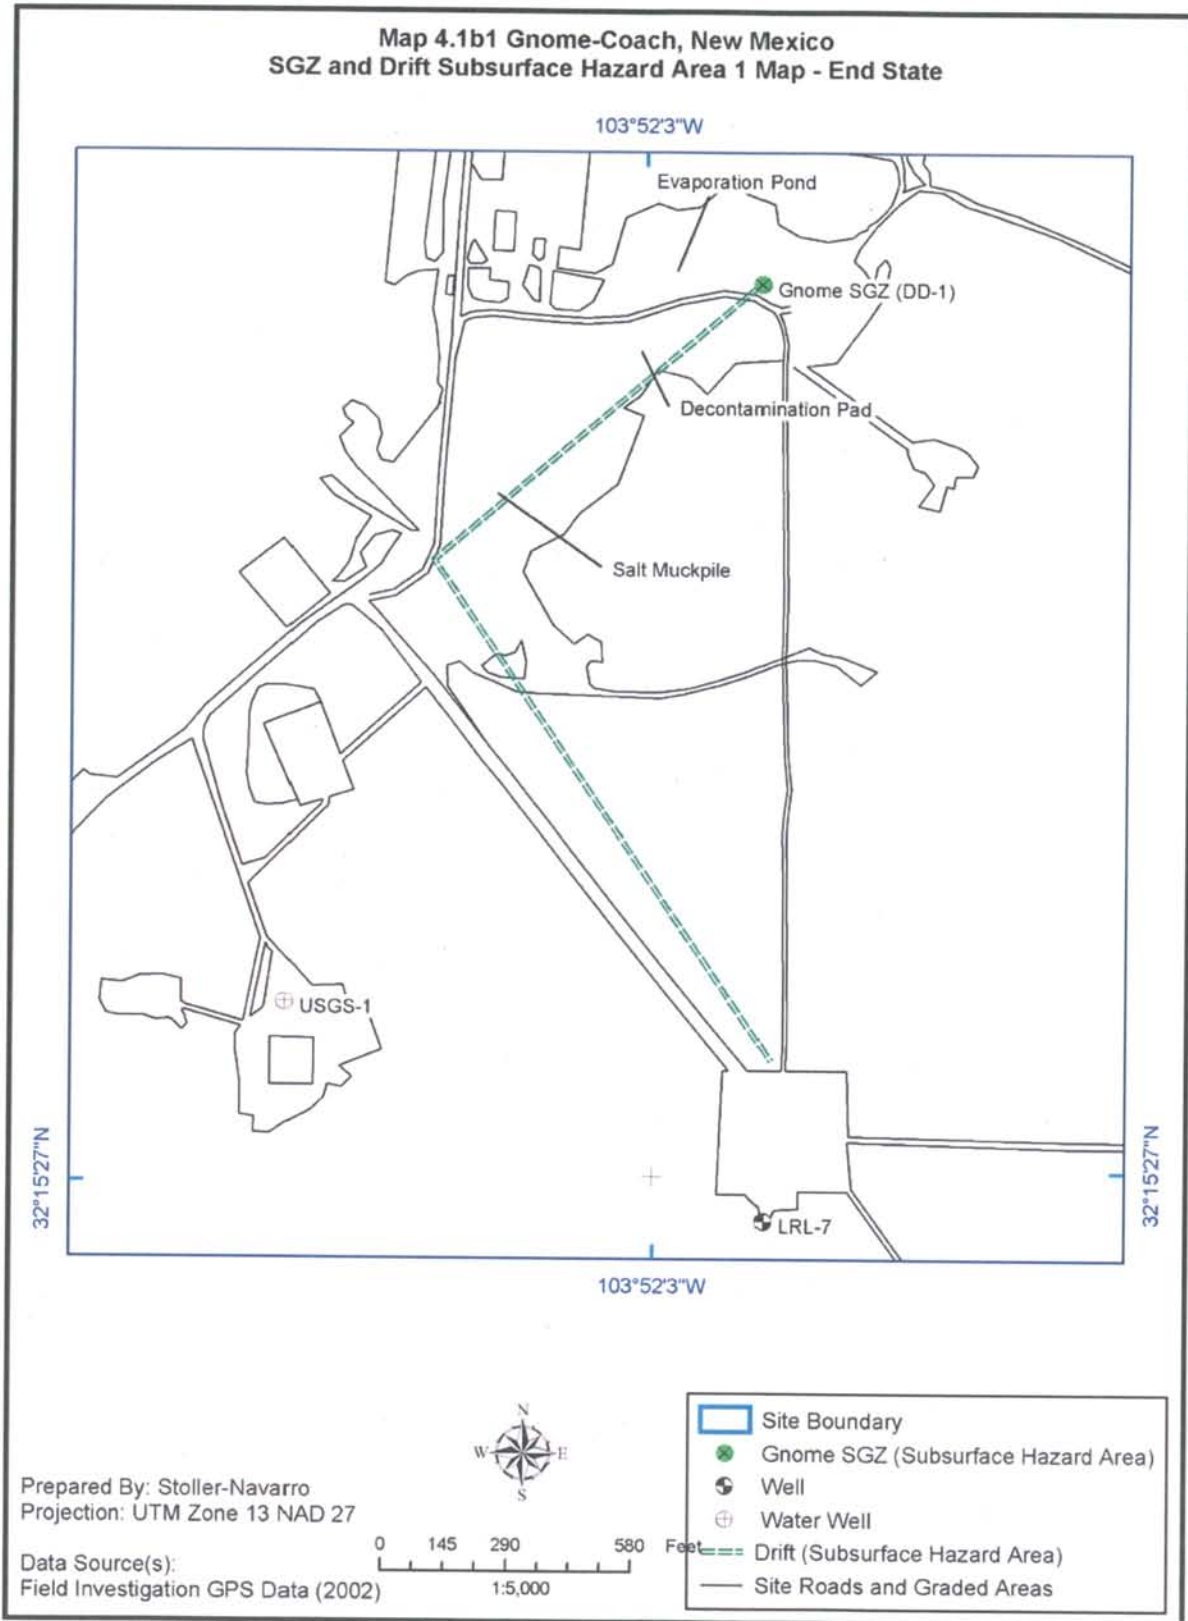 Map 4.1b1 Gnome-Coach, New Mexico
SGZ and Drift Subsurface Hazard Area 1 Map - End State
103°52'3"W
Evaporation Pond
Gnome SGZ (DD-1)
Decontamination Pad
Salt Muckpile
USGS-1
32°15'27"N
32°15'27"N
LRL-7
103°52'3"W
N
W E
S
Prepared By: Stoller-Navarro
Projection: UTM Zone 13 NAD 27
Data Source(s):
Field Investigation GPS Data (2002)
0 145 290 580 Feet
1:5,000
Site Boundary
Gnome SGZ (Subsurface Hazard Area)
Well
Water Well
Drift (Subsurface Hazard Area)
Site Roads and Graded Areas